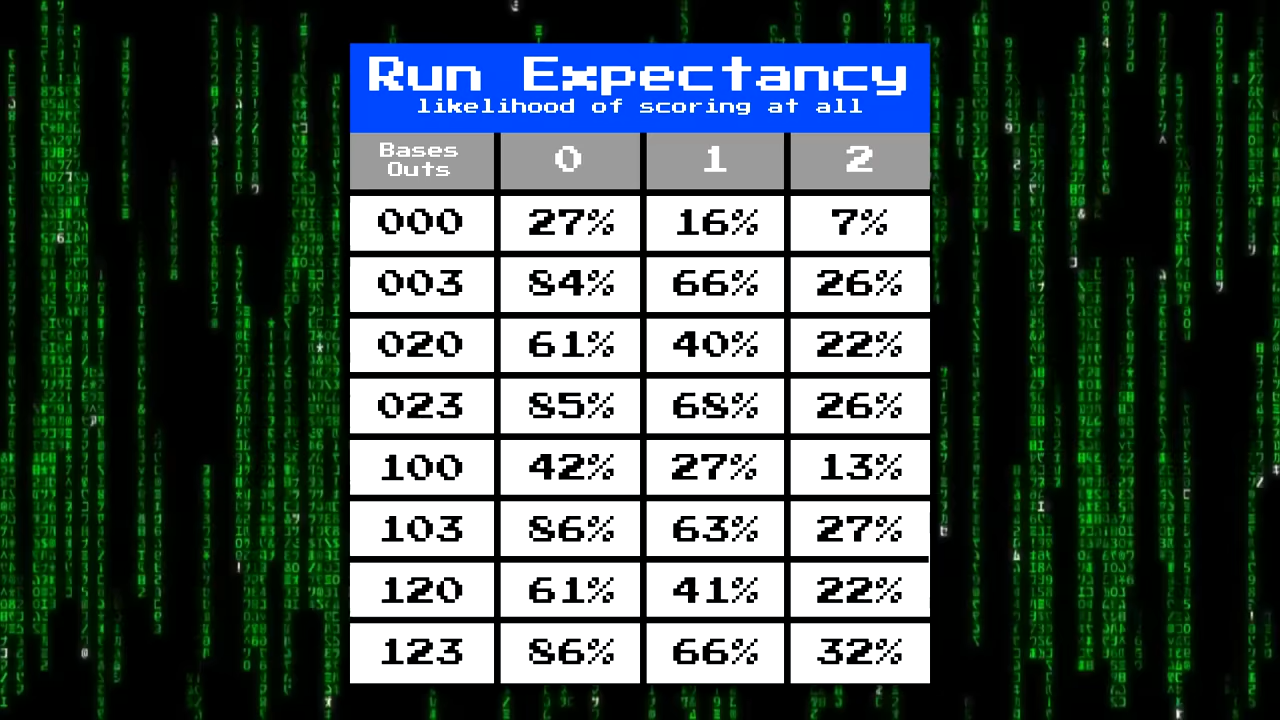 Run Expectancy
likelihood of scoring at all
Bases
Outs
0 1 2
000 27% 16% 7%
003 84% 66% 26%
020 61% 40% 22%
023 85% 68% 26%
100 42% 27% 13%
103 86% 63% 27%
120 61% 41% 22%
123 86% 66% 32%